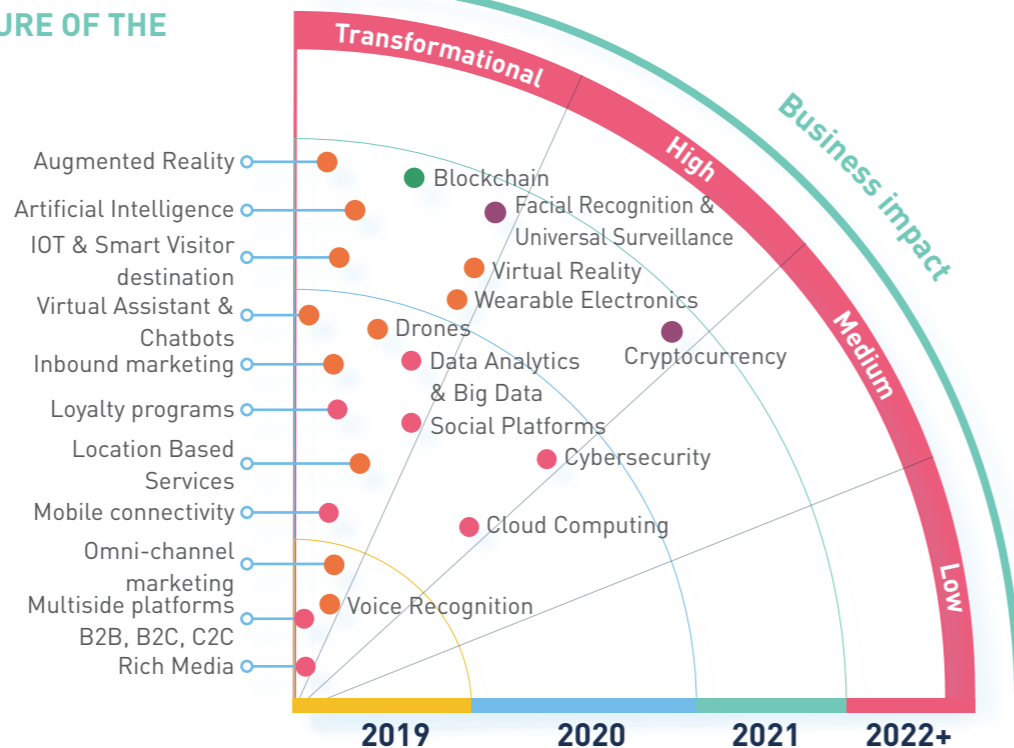 URE OF THE
Transformational
High
Medium
Low
Business impact
Augmented Reality
Artificial Intelligence
IOT & Smart Visitor
destination
Virtual Assistant &
Chatbots
Inbound marketing
Loyalty programs
Location Based
Services
Mobile connectivity
Omni-channel
marketing
Multiside platforms
B2B, B2C, C2C
Rich Media
Blockchain
Facial Recognition &
Universal Surveillance
Virtual Reality
Wearable Electronics
Drones
Cryptocurrency
Data Analytics
& Big Data
Social Platforms
Cybersecurity
Cloud Computing
Voice Recognition
2019
2020
2021
2022+